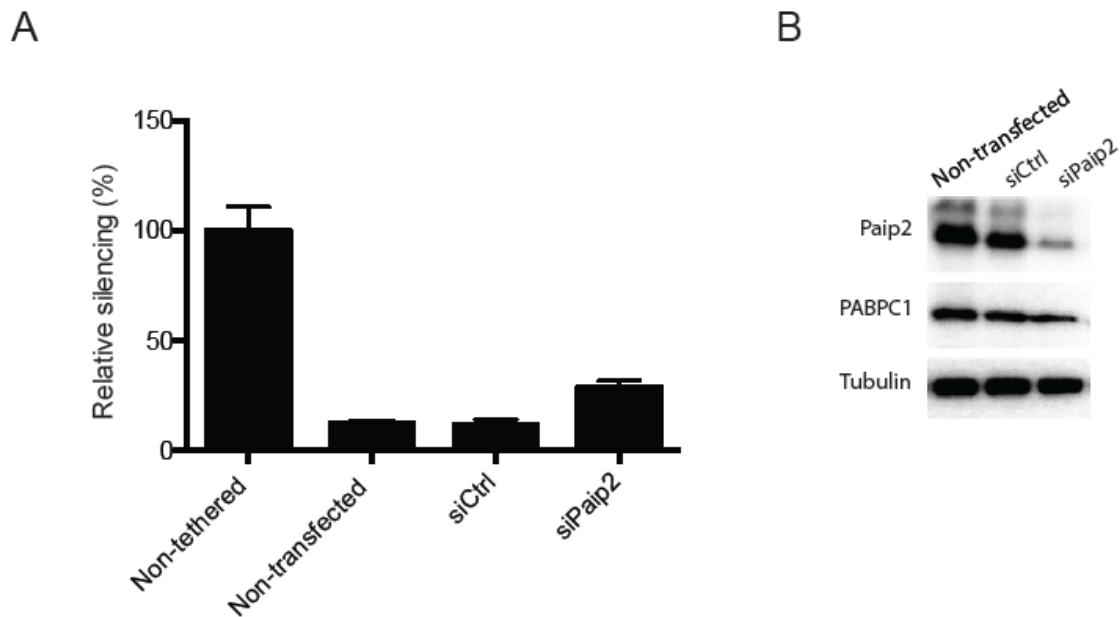 A
B
Relative silencing (%)
150
100
50
0
Non-tethered
Non-transfected
siCtrl
siPaip2
Non-transfected
siCtrl
siPaip2
Paip2
PABPC1
Tubulin